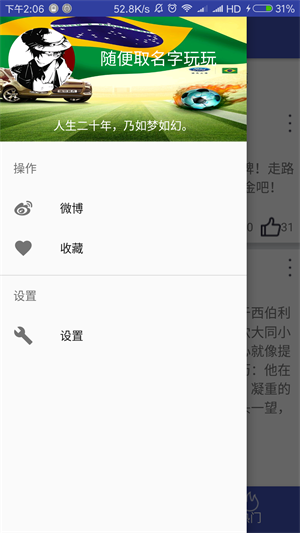 下午2:06
52.8K/s
HD
31%
随便取名字玩玩
人生二十年，乃如梦如幻。
操作
微博
收藏
设置
设置
牌！走路
金吧！
0
31
西伯利
大同小
就像提
：他在
凝重的
一望，
门